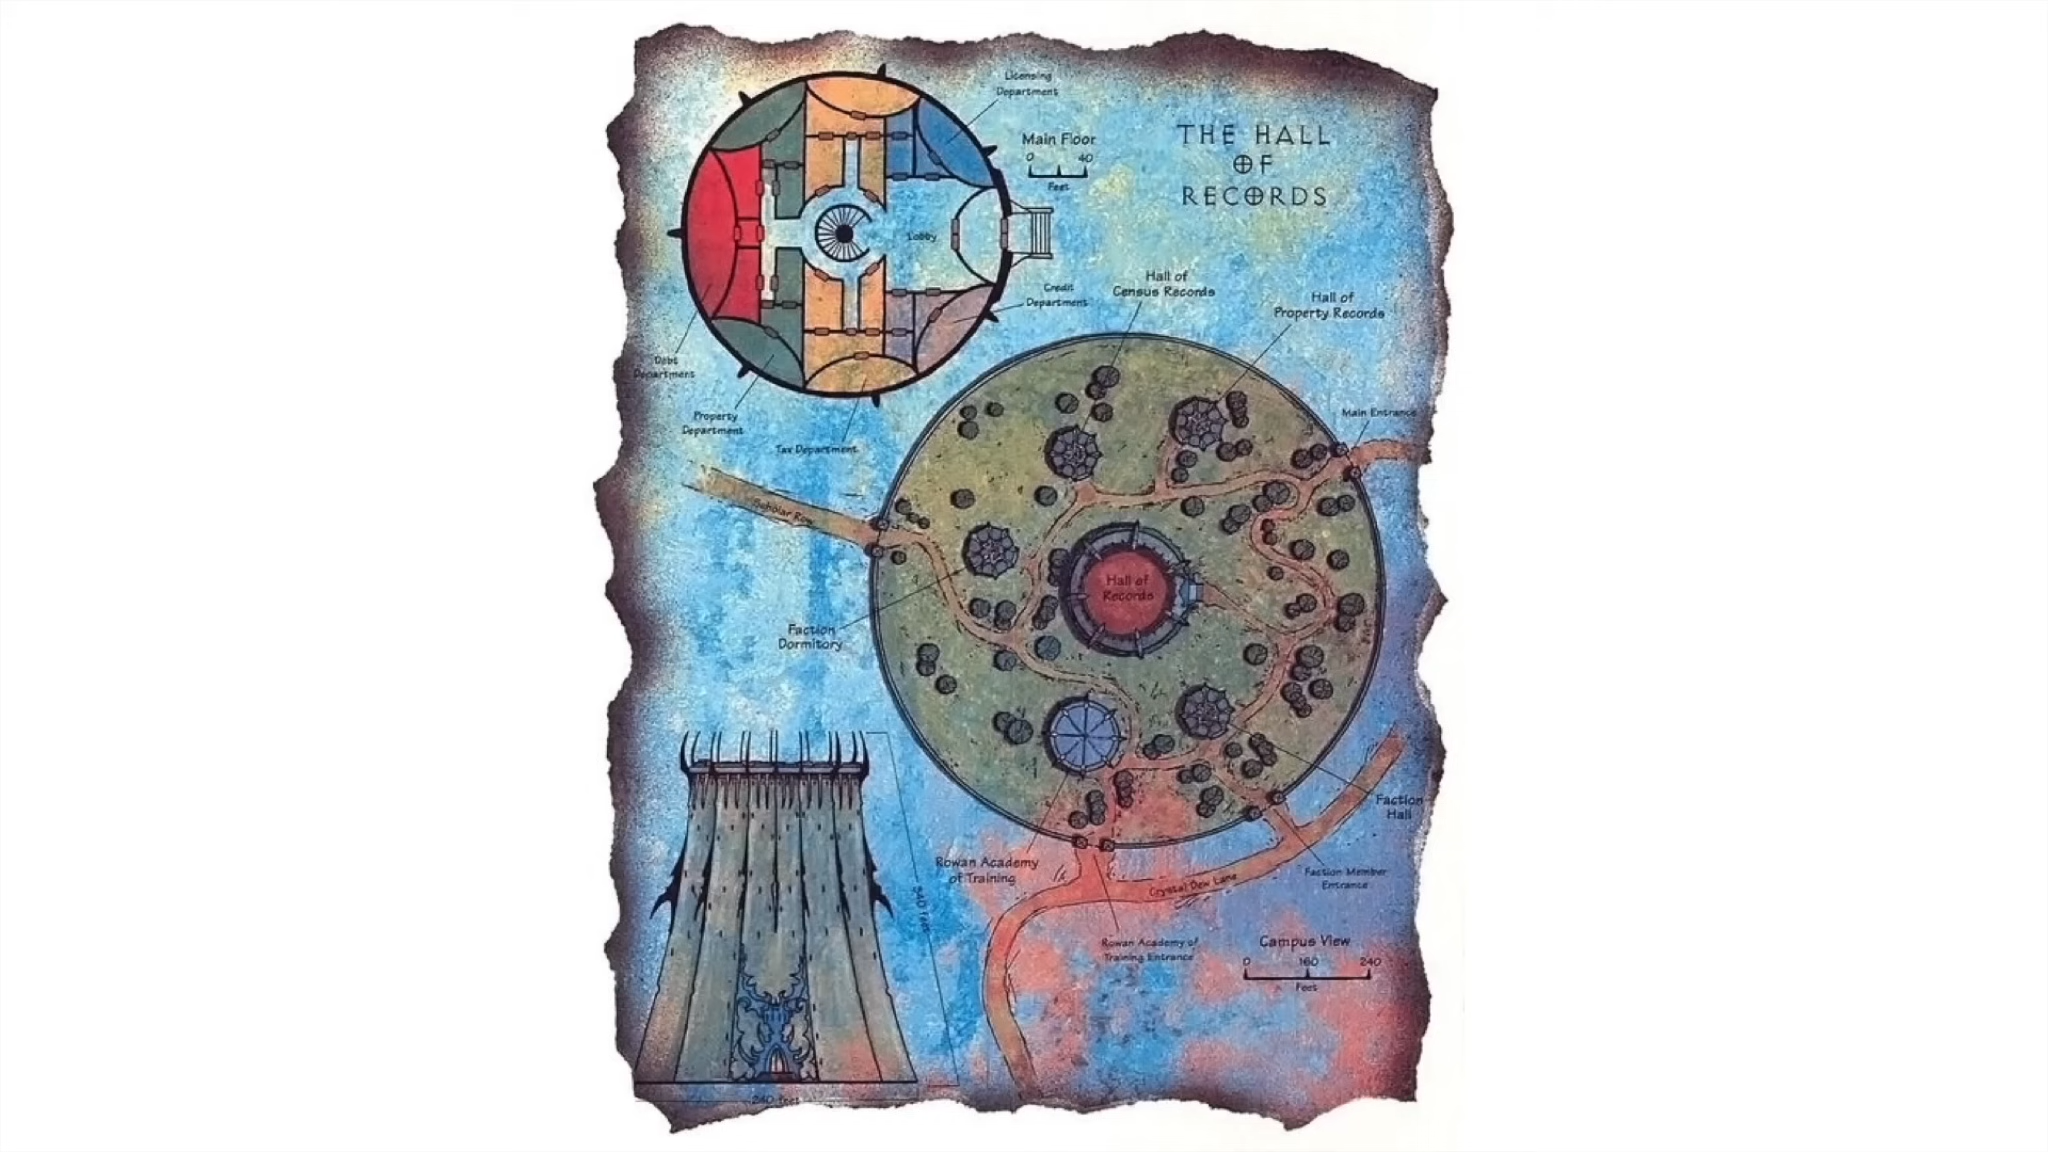 Licensing
Department
Main Floor
0 40
Feet
THE HALL
OF
RECORDS
Lobby
Credit
Department
Hall of
Census Records
Hall of
Property Records
Debt
Department
Property
Department
Tax Department
Main Entrance
Scholar Row
Hall of
Records
Faction
Dormitory
Faction
Hall
Rowan Academy
of Training
Faction Member
Entrance
Crystal Dew Lane
Rowan Academy of
Training Entrance
Campus View
0 160 240
Feet
340 feet
240 feet